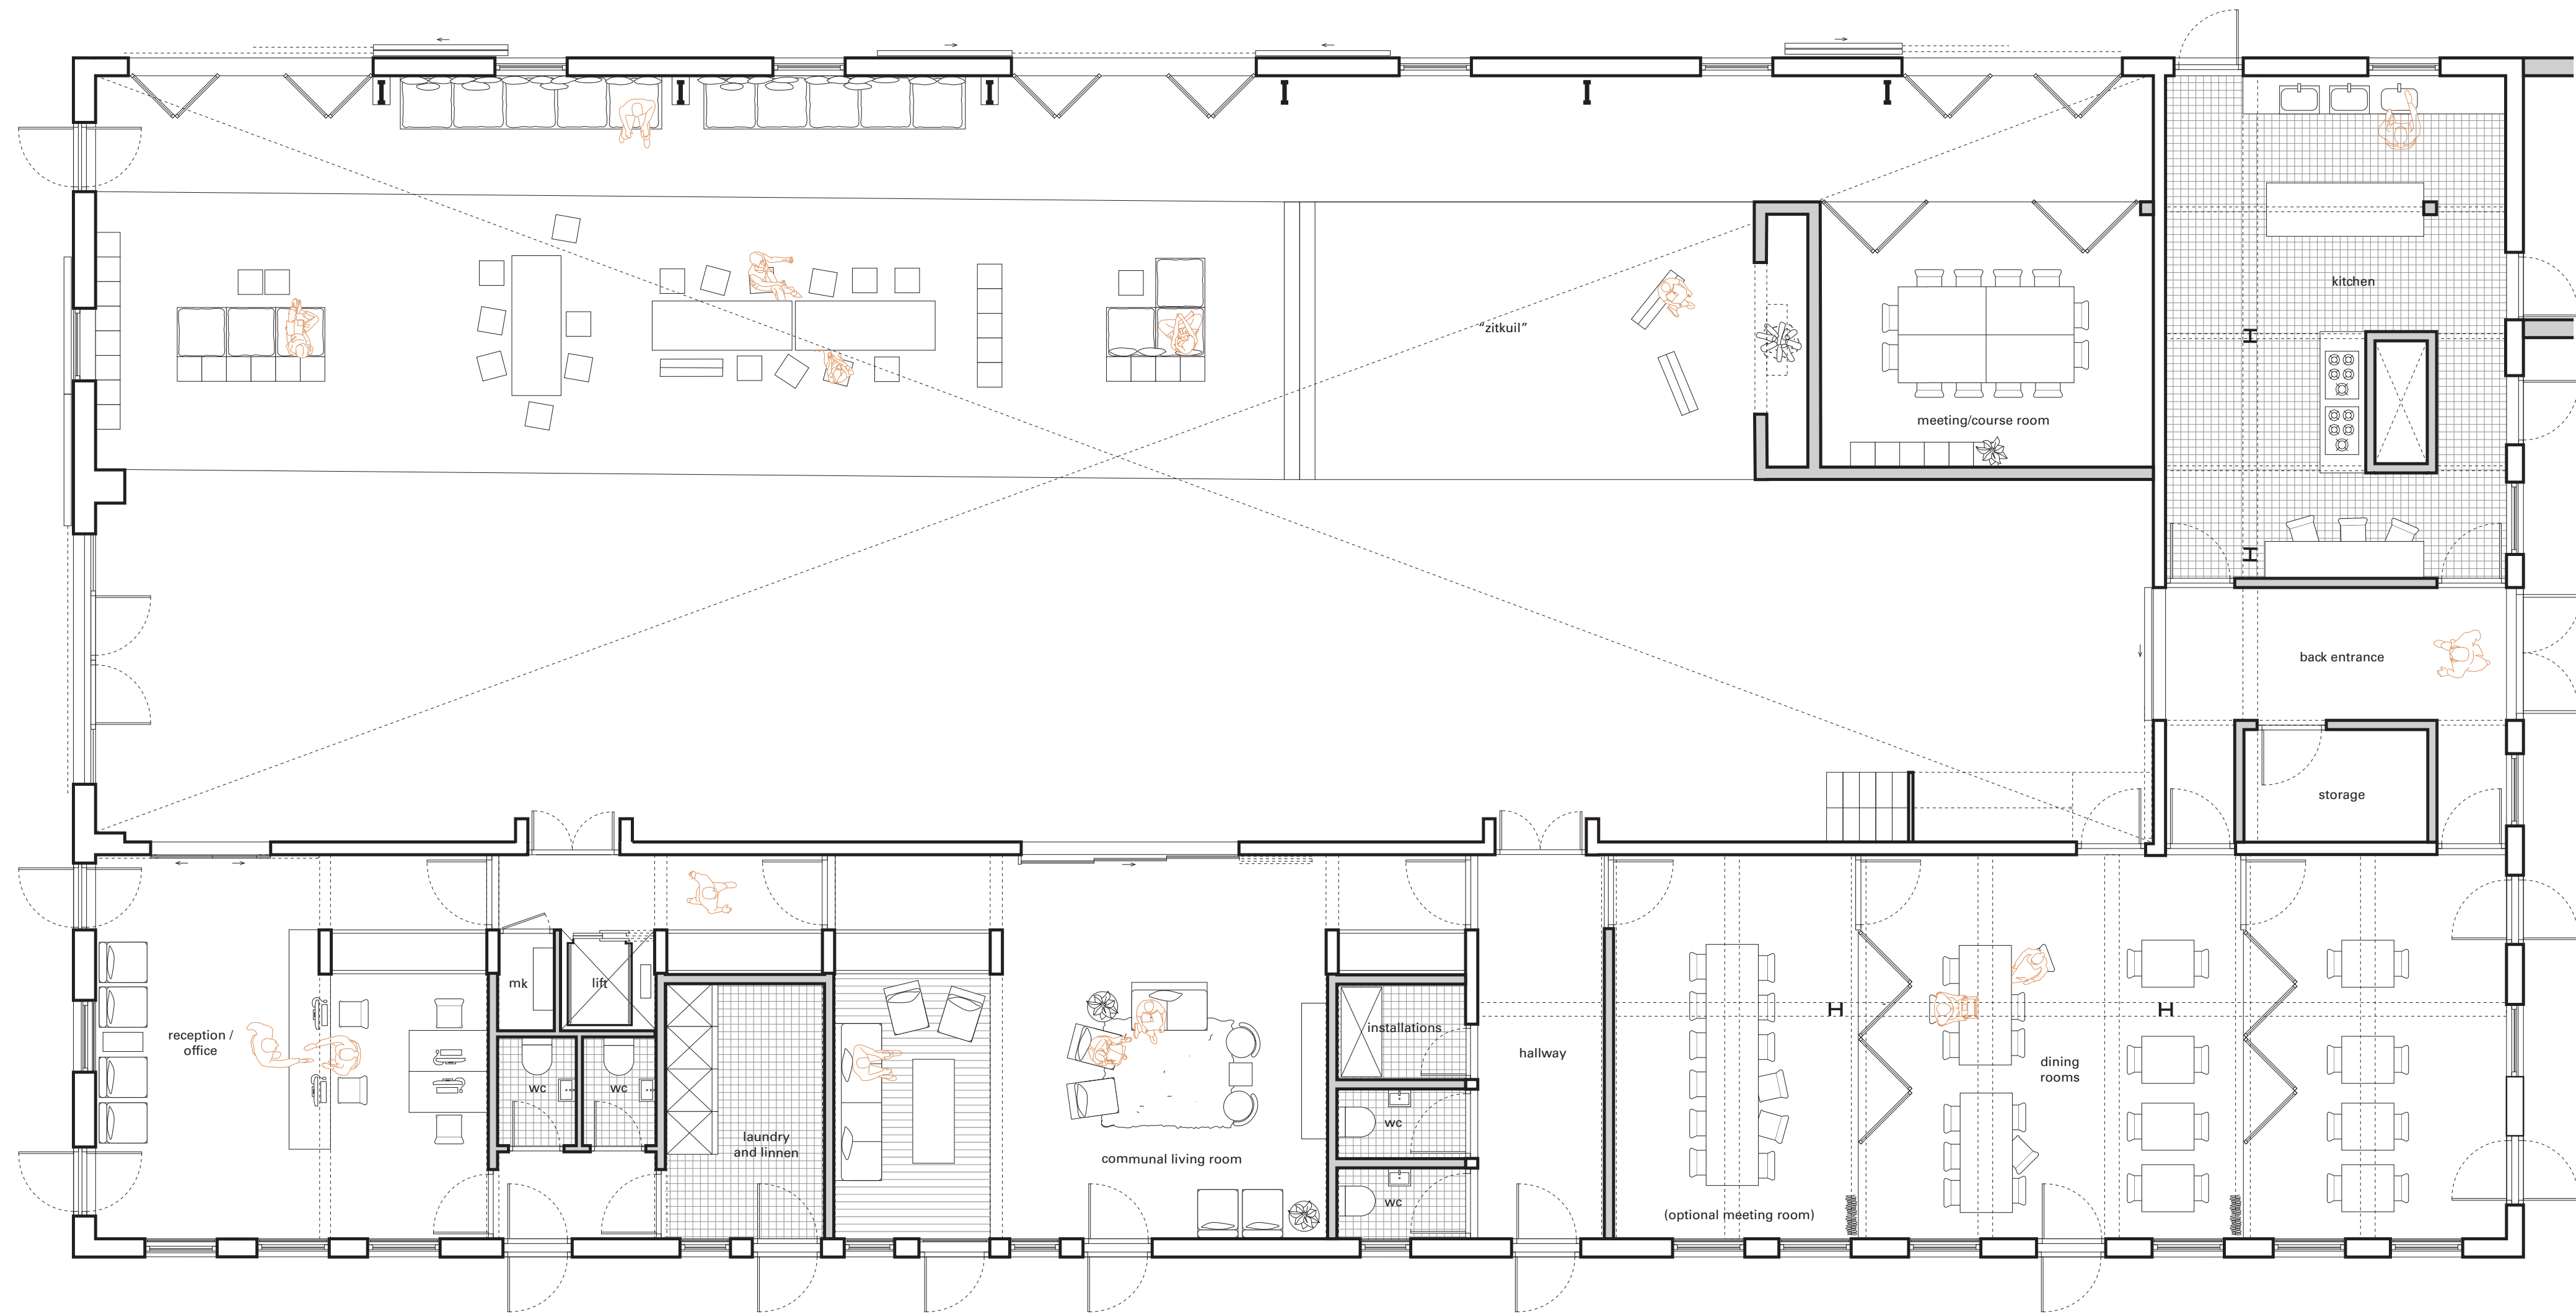 kitchen
“zitkuil”
meeting/course room
back entrance
storage
mk
lift
reception /
office
installations
hallway
dining
rooms
wc
wc
wc
laundry
and linnen
communal living room
wc
(optional meeting room)